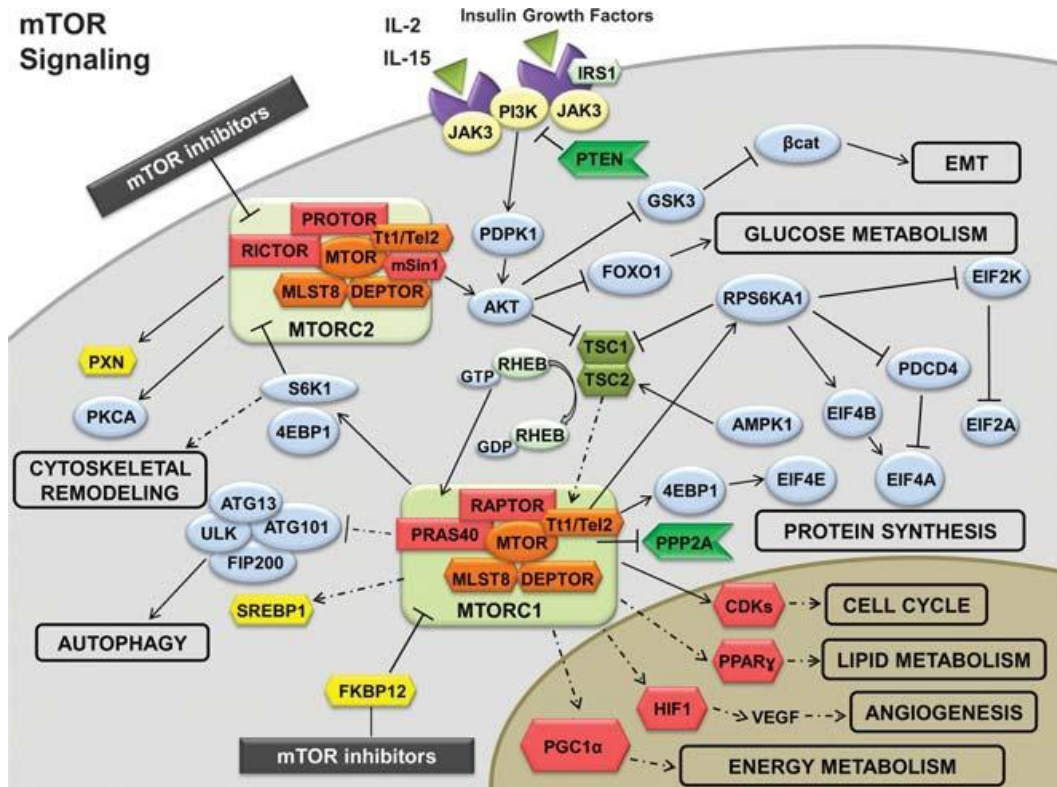 mTOR
Signaling
IL-2
IL-15
Insulin Growth Factors
IRS1
JAK3
PI3K
JAK3
PTEN
mTOR inhibitors
PROTOR
RICTOR
MTOR
Tt1/Tel2
mSin1
MLST8
DEPTOR
MTORC2
PDPK1
AKT
GSK3
βcat
EMT
FOXO1
GLUCOSE METABOLISM
RPS6KA1
EIF2K
TSC1
TSC2
PDCD4
EIF4B
EIF2A
EIF4A
AMPK1
PXN
PKCA
S6K1
4EBP1
GTP
RHEB
GDP
RHEB
CYTOSKELETAL
REMODELING
ATG13
ULK
ATG101
FIP200
AUTOPHAGY
SREBP1
RAPTOR
PRAS40
MTOR
Tt1/Tel2
MLST8
DEPTOR
MTORC1
4EBP1
EIF4E
PPP2A
PROTEIN SYNTHESIS
CDKs
CELL CYCLE
PPARɣ
LIPID METABOLISM
HIF1
VEGF
ANGIOGENESIS
PGC1α
ENERGY METABOLISM
FKBP12
mTOR inhibitors